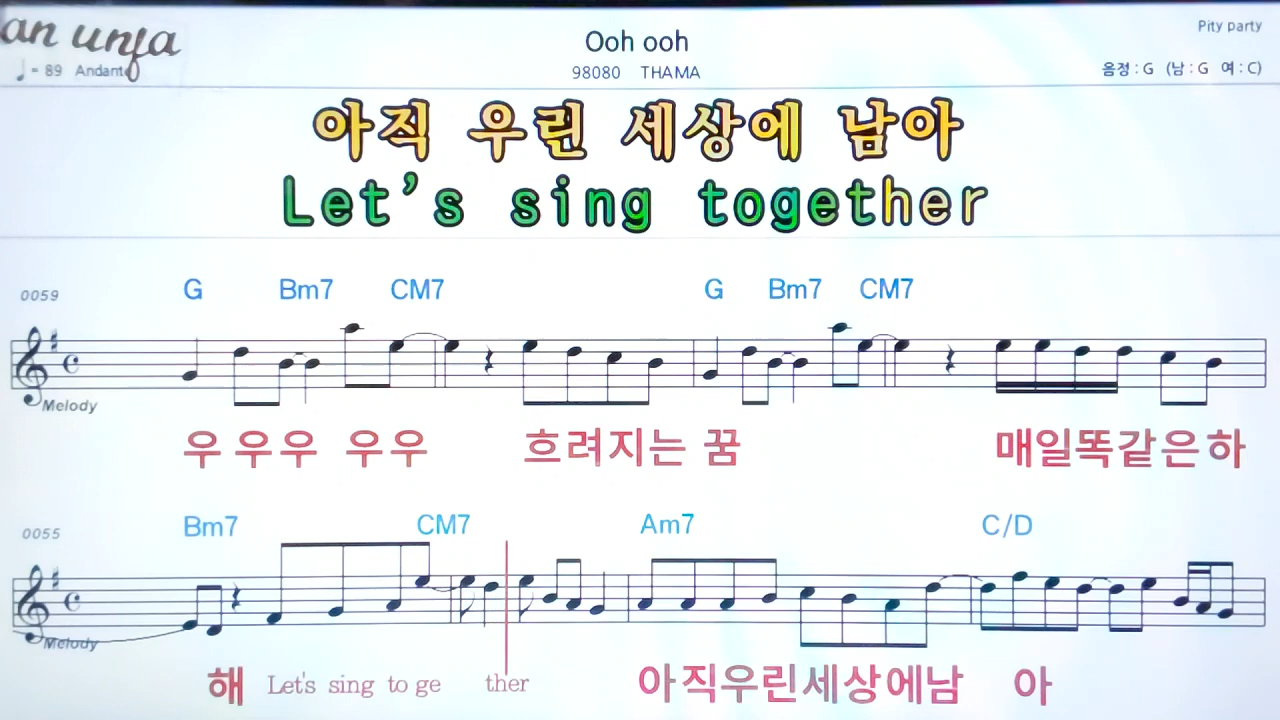 an unfa
Ooh ooh
Pity party
♩= 89 Andante
98080 THAMA
음정 : G (남 : G 여 : C)
아직 우린 세상에 남아
Let's sing together
0059
G Bm7 CM7 G Bm7 CM7
Melody
우 우우 우우 흐려지는 꿈 매일똑같은하
0055
Bm7 CM7 Am7 C/D
Melody
해 Let's sing to ge ther 아직우린세상에남 아